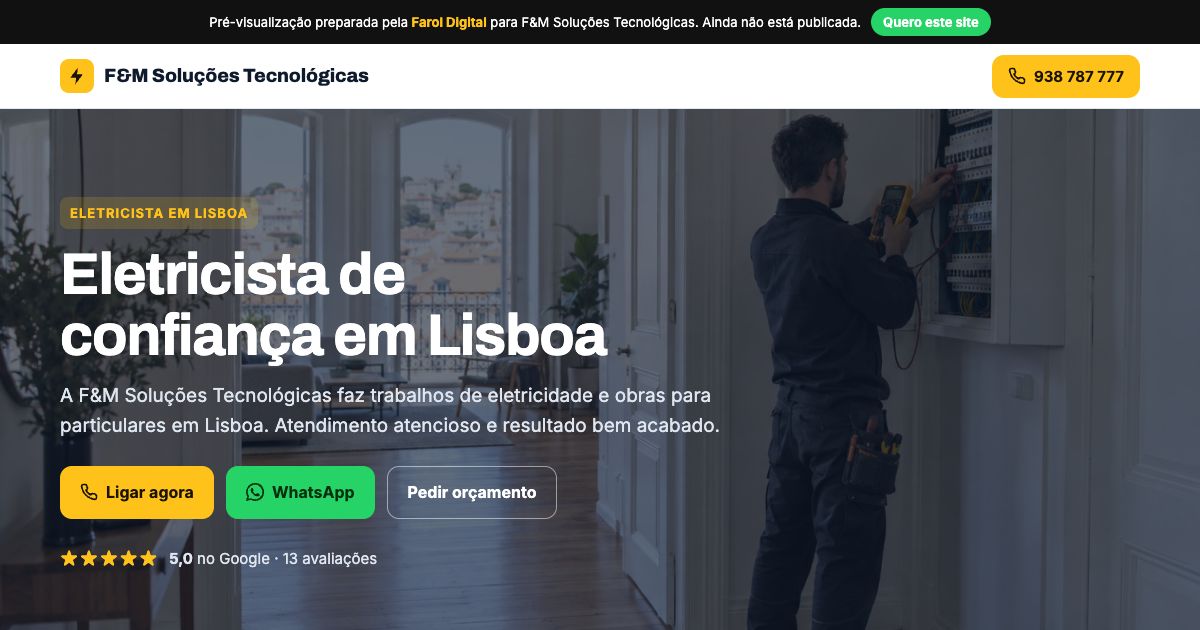 Pré-visualização preparada pela Farol Digital para F&M Soluções Tecnológicas. Ainda não está publicada. Quero este site
F&M Soluções Tecnológicas
938 787 777
ELETRICISTA EM LISBOA
Eletricista de
confiança em Lisboa
A F&M Soluções Tecnológicas faz trabalhos de eletricidade e obras para
particulares em Lisboa. Atendimento atencioso e resultado bem acabado.
Ligar agora
WhatsApp
Pedir orçamento
5,0 no Google · 13 avaliações